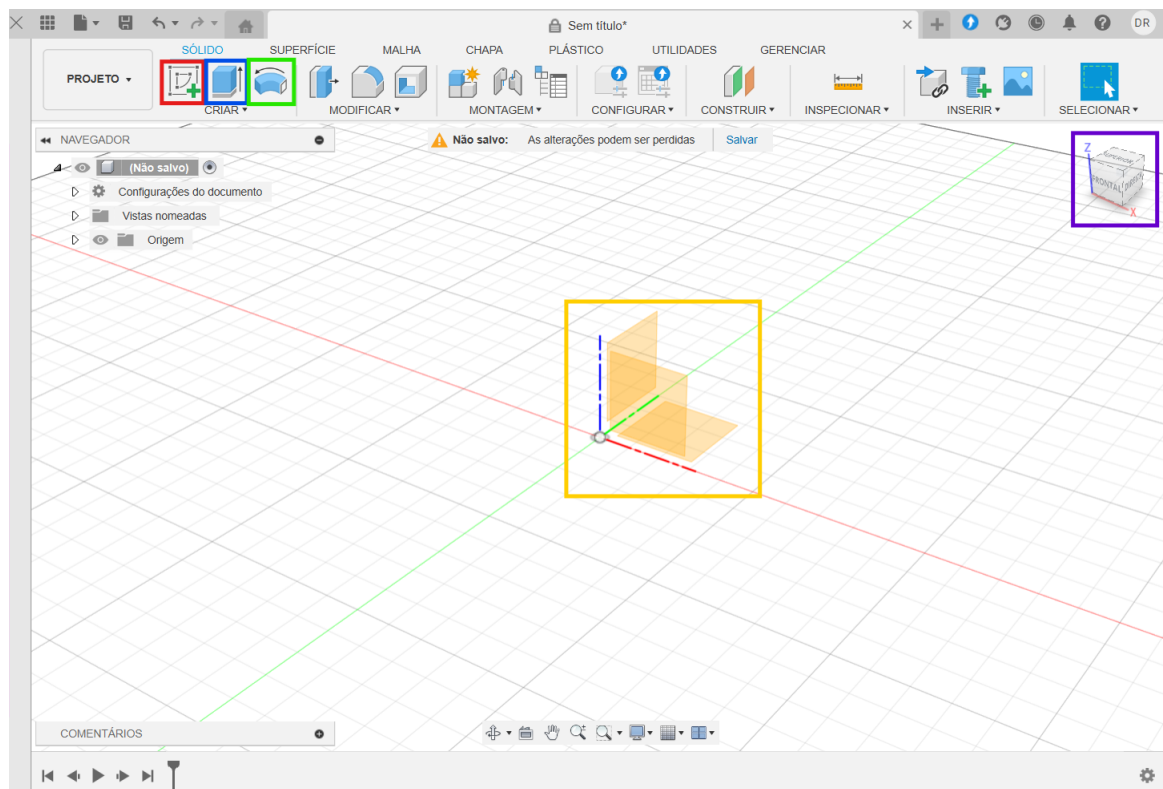 Sem título*
DR
SÓLIDO SUPERFÍCIE MALHA CHAPA PLÁSTICO UTILIDADES GERENCIAR
PROJETO
CRIAR MODIFICAR MONTAGEM CONFIGURAR CONSTRUIR INSPECIONAR INSERIR SELECIONAR
NAVEGADOR
Não salvo: As alterações podem ser perdidas Salvar
(Não salvo)
Configurações do documento
Vistas nomeadas
Origem
Z
SUPERIOR
FRONTAL DIREITA
X
COMENTÁRIOS